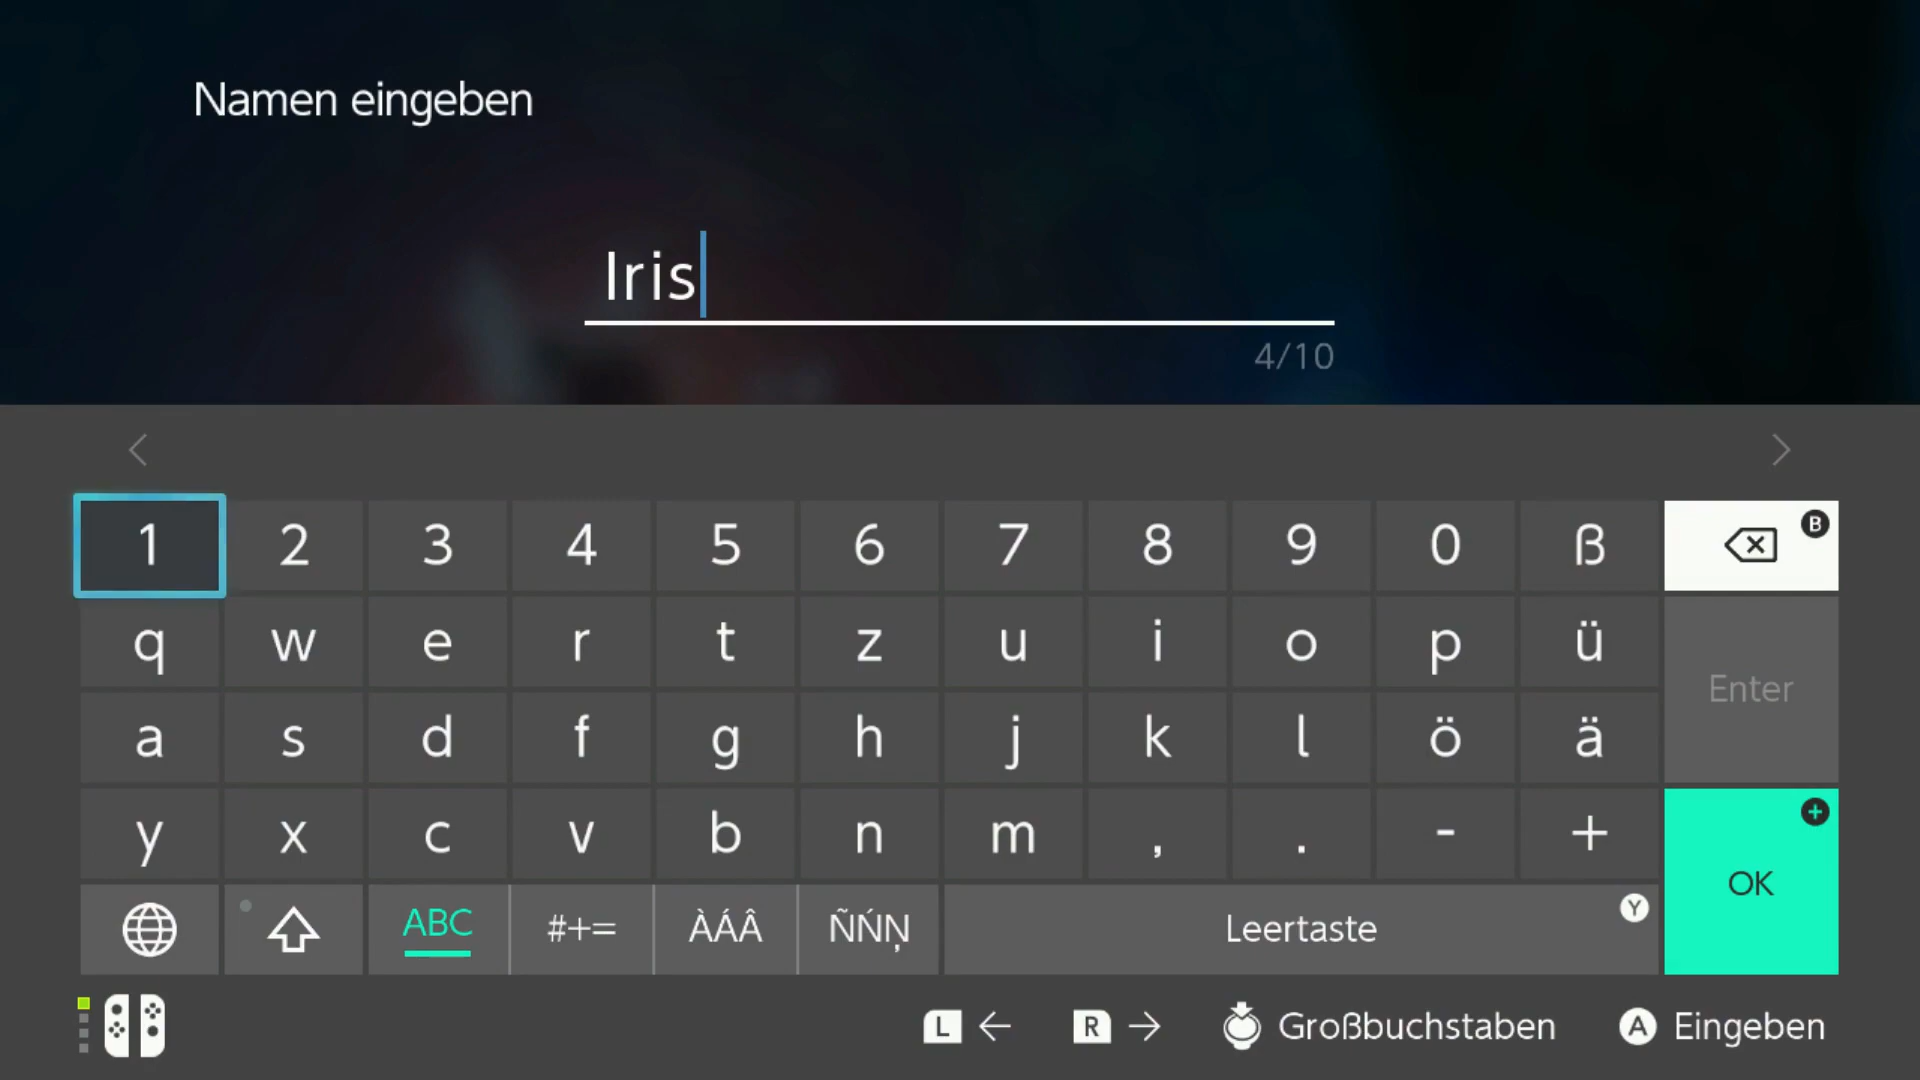 Namen eingeben
Iris
4/10
1 2 3 4 5 6 7 8 9 0 ß B
q w e r t z u i o p ü
Enter
a s d f g h j k l ö ä
y x c v b n m , . - +
OK
ABC #+= ÀÁÂ ÑŃŅ Leertaste Y
L ← R → Großbuchstaben A Eingeben